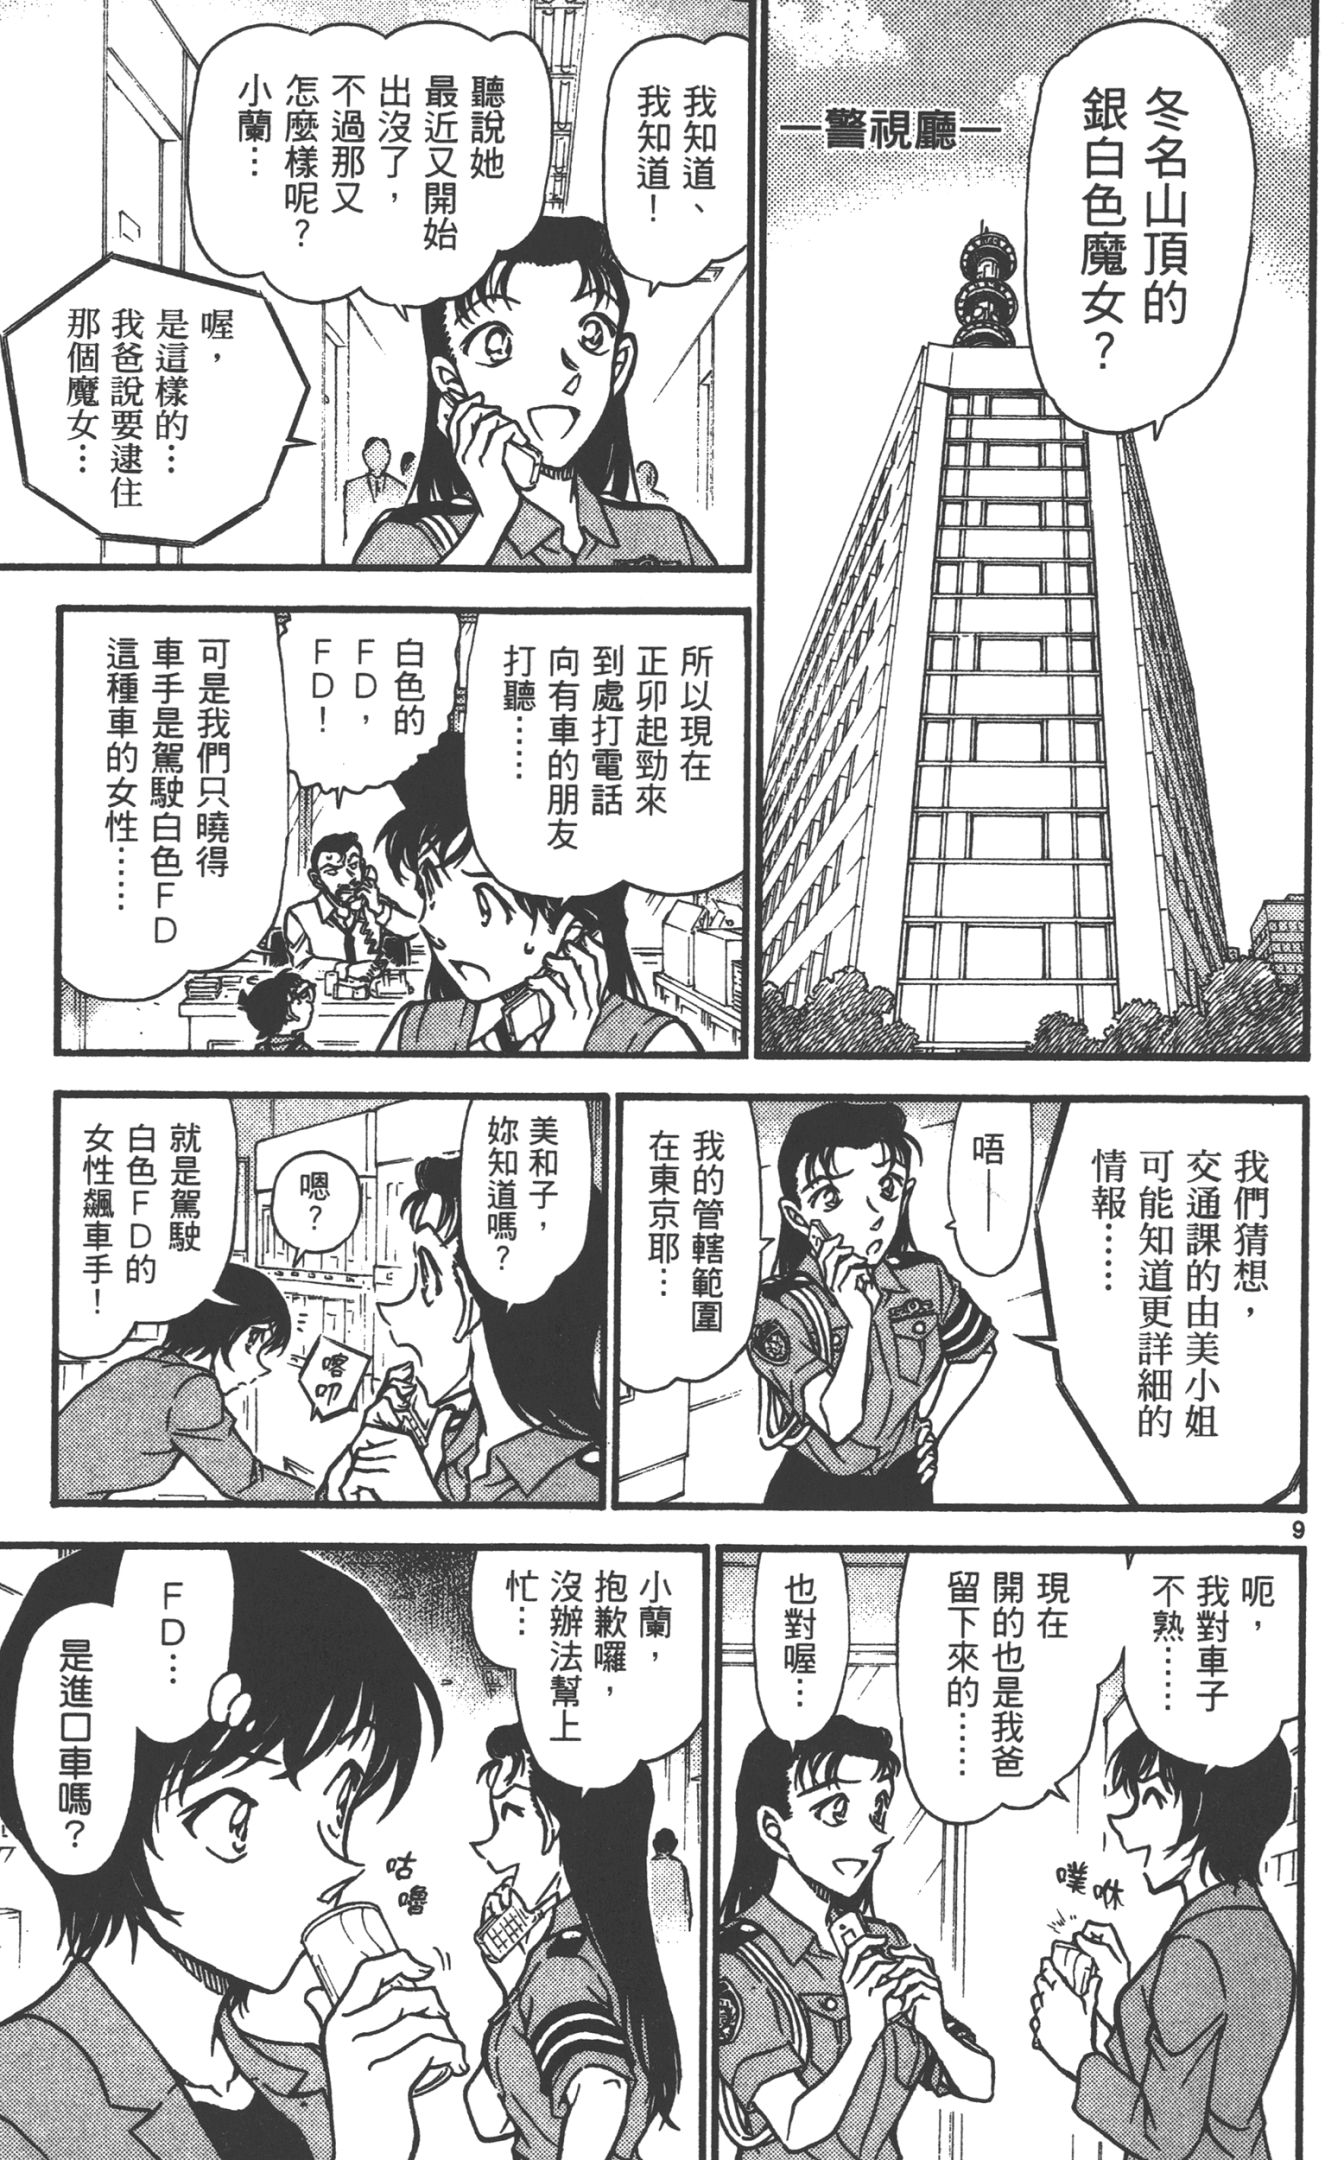 冬名山頂的
銀白色魔女？
—警視廳—
我知道、
我知道！
聽說她
最近又開始
出沒了，
不過那又
怎麼樣呢？
小蘭…
喔，
是這樣的…
我爸說要逮住
那個魔女…
所以現在
正卯起勁來
到處打電話
向有車的朋友
打聽……
白色的
ＦＤ，
ＦＤ！
可是我們只曉得
車手是駕駛白色ＦＤ
這種車的女性……
我們猜想，
交通課的由美小姐
可能知道更詳細的
情報……
唔——
我的管轄範圍
在東京耶…
美和子，
妳知道嗎？
嗯？
喀叩
就是駕駛
白色ＦＤ的
女性飆車手！
9
呃，
我對車子
不熟……
現在
開的也是我爸
留下來的……
也對喔…
噗咻
小蘭，
抱歉囉，
沒辦法幫上
忙…
咕嚕
ＦＤ…
是進口車嗎？